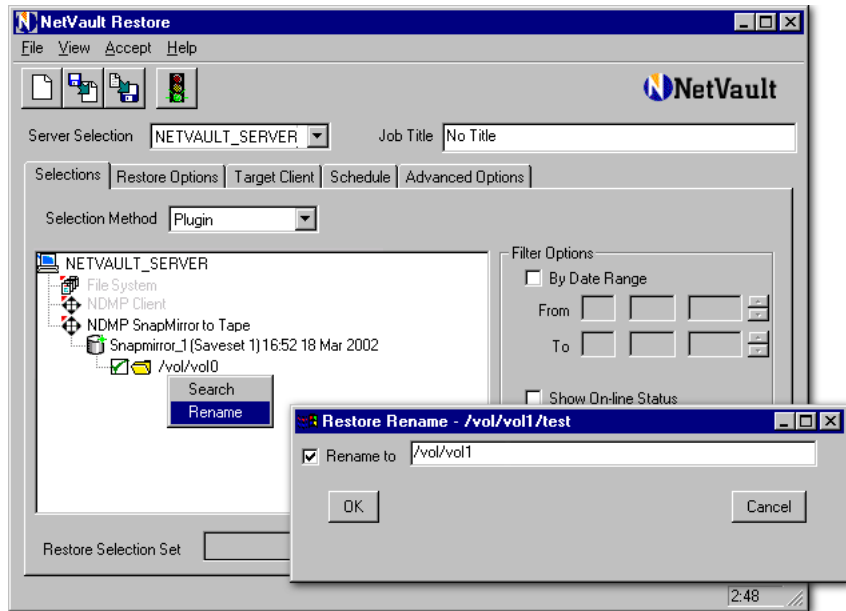 NetVault Restore
File View Accept Help
NetVault
Server Selection NETVAULT_SERVER Job Title No Title
Selections Restore Options Target Client Schedule Advanced Options
Selection Method Plugin
NETVAULT_SERVER
File System
NDMP Client
NDMP SnapMirror to Tape
Snapmirror_1 (Saveset 1) 16:52 18 Mar 2002
/vol/vol0
Search
Rename
Filter Options
By Date Range
From
To
Show On-line Status
Restore Rename - /vol/vol1/test
Rename to /vol/vol1
OK Cancel
Restore Selection Set
2:48